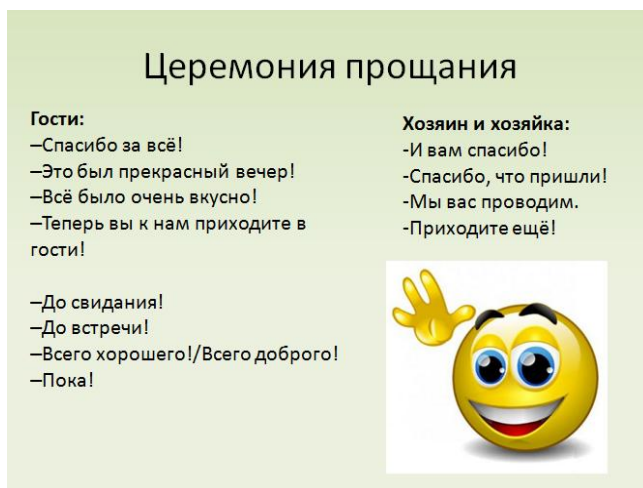 Церемония прощания
Гости:
–Спасибо за всё!
–Это был прекрасный вечер!
–Всё было очень вкусно!
–Теперь вы к нам приходите в
гости!
–До свидания!
–До встречи!
–Всего хорошего!/Всего доброго!
–Пока!
Хозяин и хозяйка:
-И вам спасибо!
-Спасибо, что пришли!
-Мы вас проводим.
-Приходите ещё!